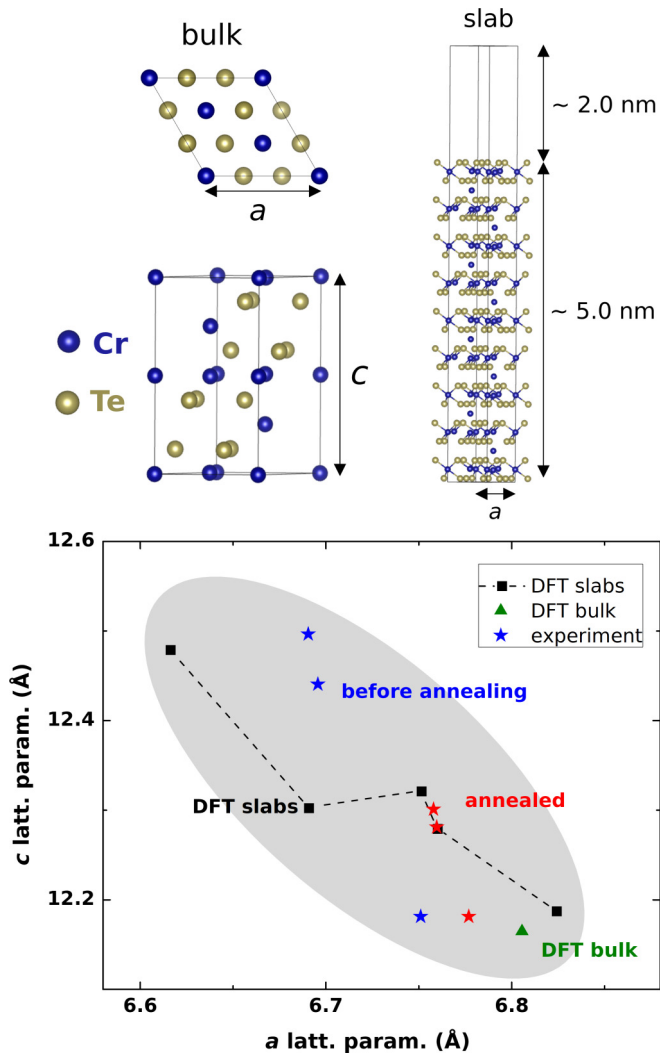 bulk
slab
~ 2.0 nm
a
~ 5.0 nm
Cr
Te
c
a
12.6
12.4
12.2
c latt. param. (Å)
DFT slabs
DFT bulk
experiment
before annealing
DFT slabs
annealed
DFT bulk
6.6
6.7
6.8
a latt. param. (Å)